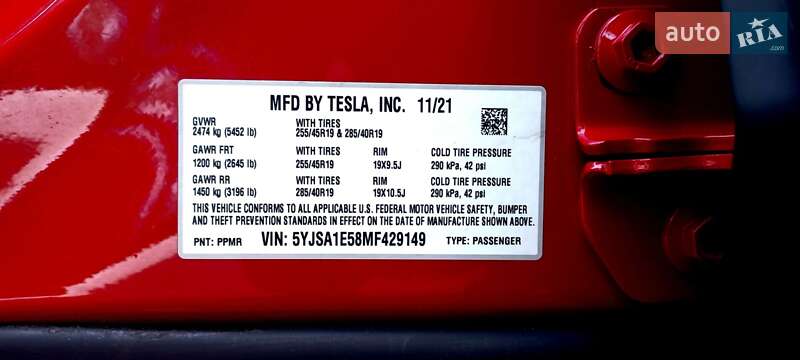 auto RIA.com
MFD BY TESLA, INC. 11/21
GVWR WITH TIRES
2474 kg (5452 lb) 255/45R19 & 285/40R19
GAWR FRT WITH TIRES RIM COLD TIRE PRESSURE
1200 kg (2645 lb) 255/45R19 19X9.5J 290 kPa, 42 psi
GAWR RR WITH TIRES RIM COLD TIRE PRESSURE
1450 kg (3196 lb) 285/40R19 19X10.5J 290 kPa, 42 psi
THIS VEHICLE CONFORMS TO ALL APPLICABLE U.S. FEDERAL MOTOR VEHICLE SAFETY, BUMPER
AND THEFT PREVENTION STANDARDS IN EFFECT ON THE DATE OF MANUFACTURE SHOWN ABOVE.
PNT: PPMR VIN: 5YJSA1E58MF429149 TYPE: PASSENGER